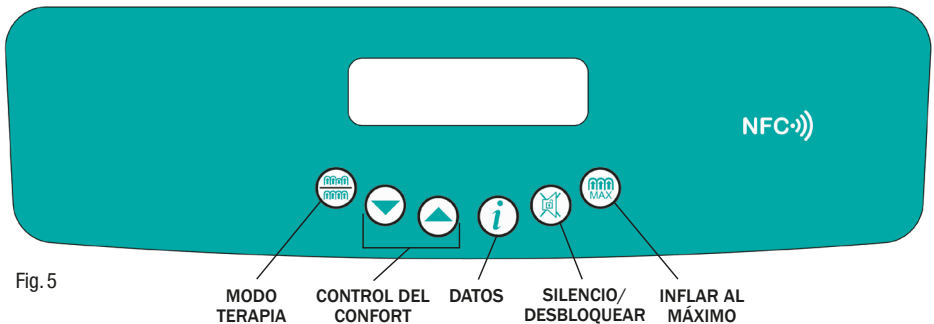 NFC
i
MAX
Fig. 5
MODO
TERAPIA
CONTROL DEL
CONFORT
DATOS
SILENCIO/
DESBLOQUEAR
INFLAR AL
MÁXIMO